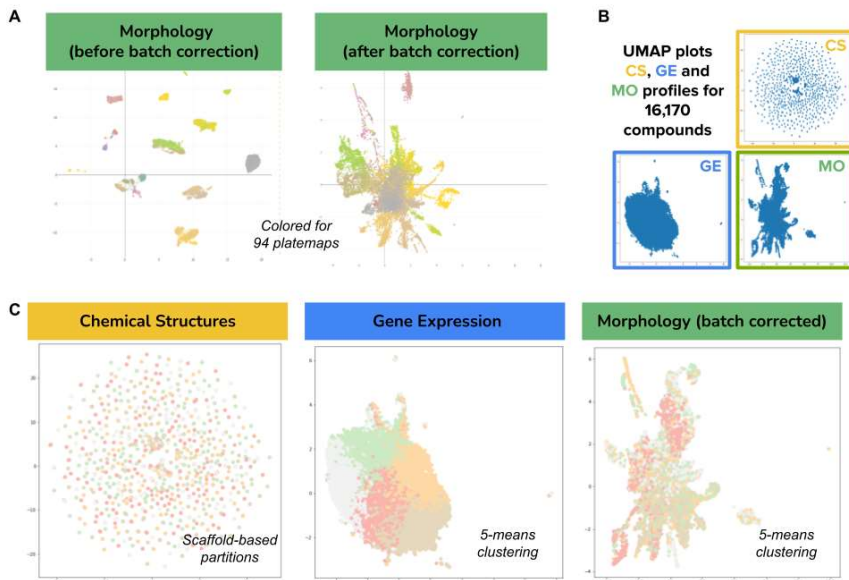 A
Morphology
(before batch correction)
Morphology
(after batch correction)
Colored for
94 platemaps
B
UMAP plots
CS, GE and
MO profiles for
16,170
compounds
CS
GE
MO
C
Chemical Structures
Gene Expression
Morphology (batch corrected)
Scaffold-based
partitions
5-means
clustering
5-means
clustering